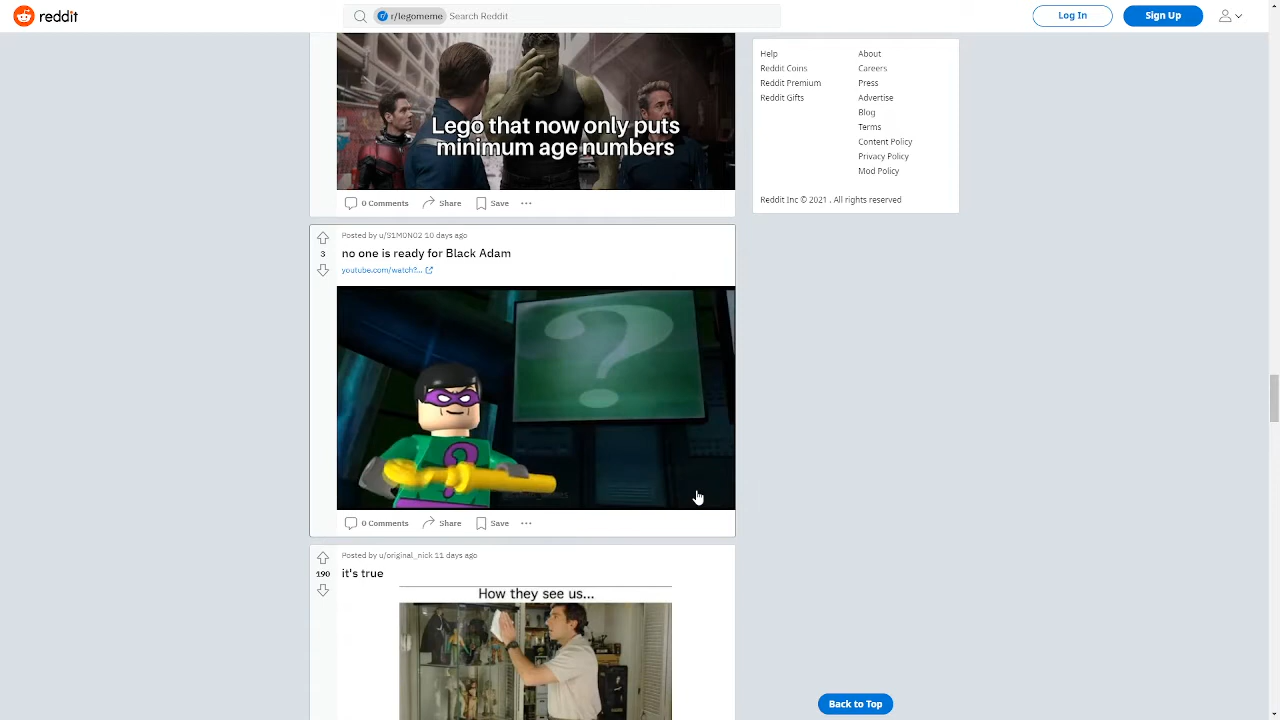 reddit
r/legomeme Search Reddit
Log In
Sign Up
Lego that now only puts
minimum age numbers
0 Comments Share Save
Help About
Reddit Coins Careers
Reddit Premium Press
Reddit Gifts Advertise
Blog
Terms
Content Policy
Privacy Policy
Mod Policy
Reddit Inc © 2021 . All rights reserved
Posted by u/S1M0N02 10 days ago
3
no one is ready for Black Adam
youtube.com/watch?...
?
0 Comments Share Save
Posted by u/original_nick 11 days ago
190
it's true
How they see us...
Back to Top